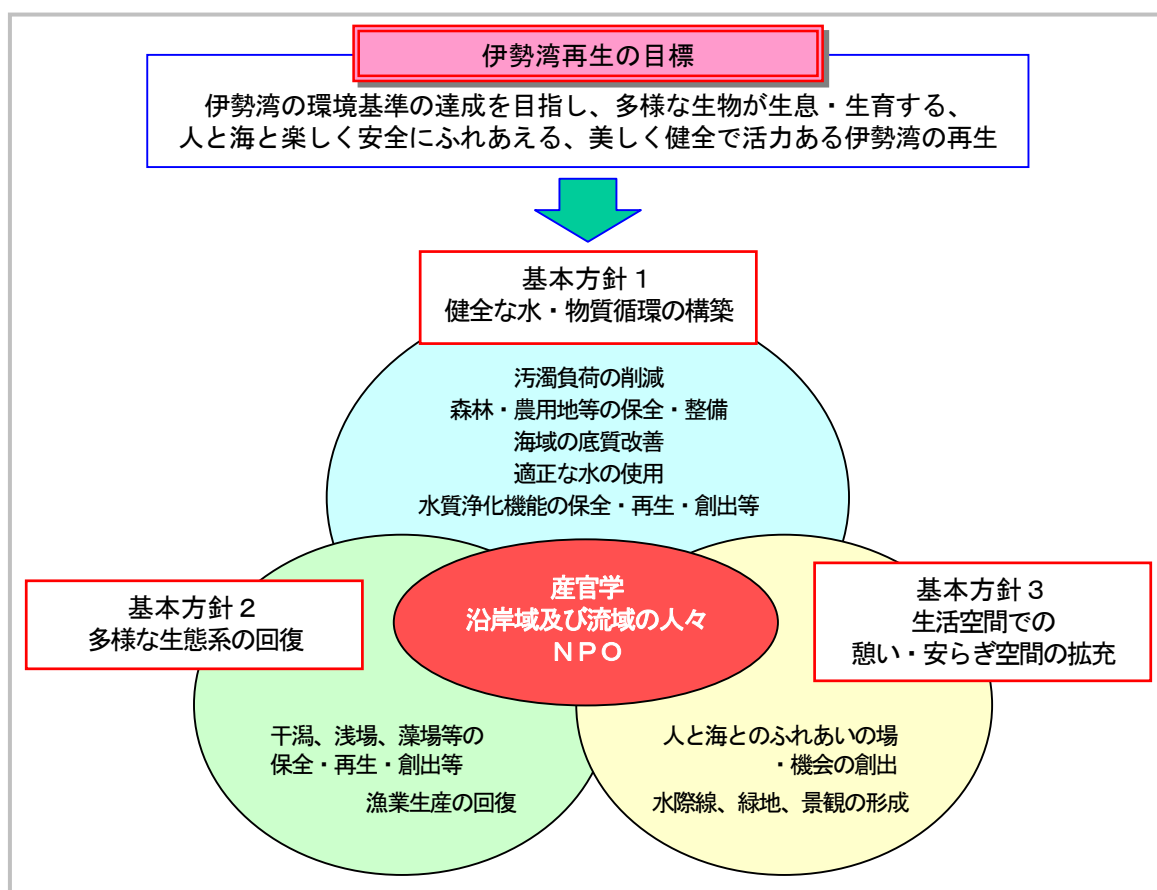 伊勢湾再生の目標
伊勢湾の環境基準の達成を目指し、多様な生物が生息・生育する、
人と海と楽しく安全にふれあえる、美しく健全で活力ある伊勢湾の再生
基本方針１
健全な水・物質循環の構築
汚濁負荷の削減
森林・農用地等の保全・整備
海域の底質改善
適正な水の使用
水質浄化機能の保全・再生・創出等
産官学
沿岸域及び流域の人々
ＮＰＯ
基本方針２
多様な生態系の回復
干潟、浅場、藻場等の
保全・再生・創出等
漁業生産の回復
基本方針３
生活空間での
憩い・安らぎ空間の拡充
人と海とのふれあいの場
・機会の創出
水際線、緑地、景観の形成